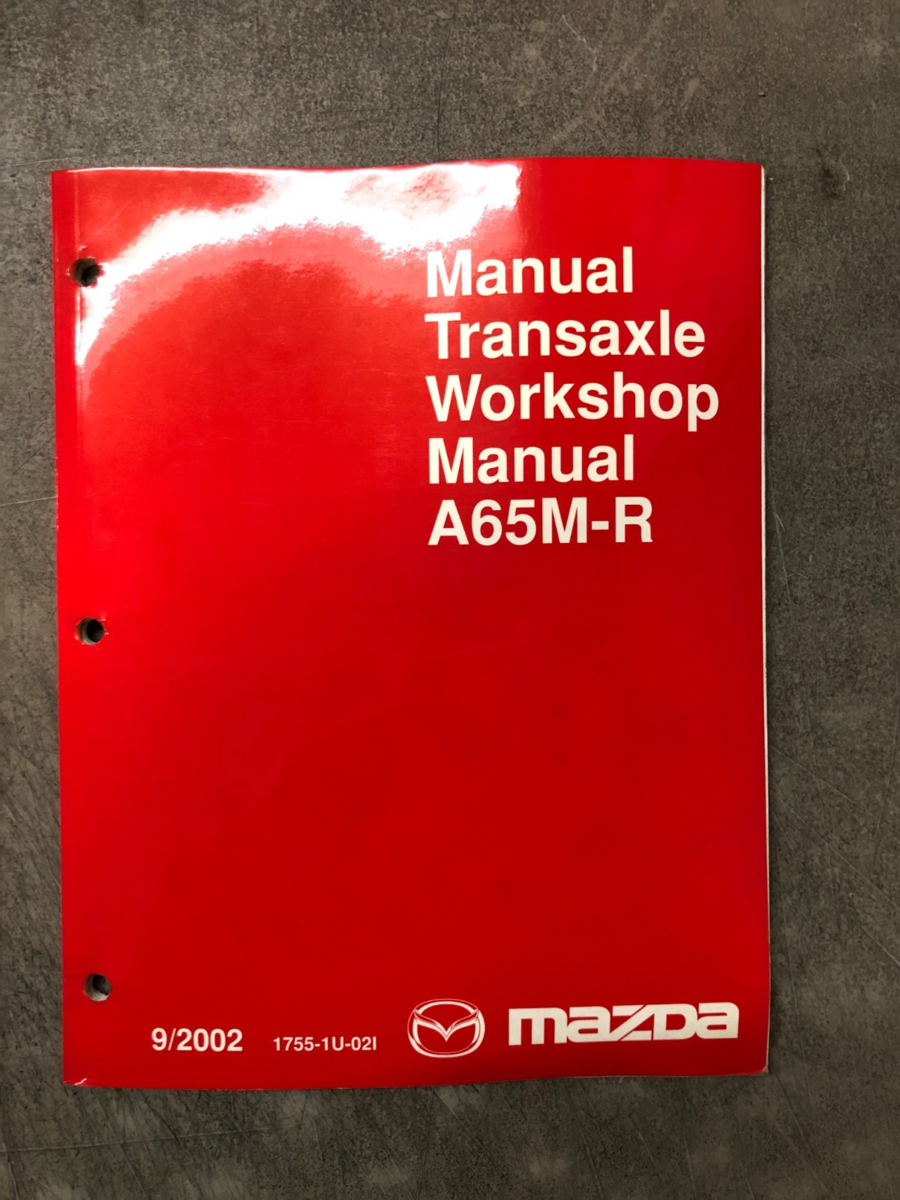 Manual
Transaxle
Workshop
Manual
A65M-R
9/2002 1755-1U-02I mazda